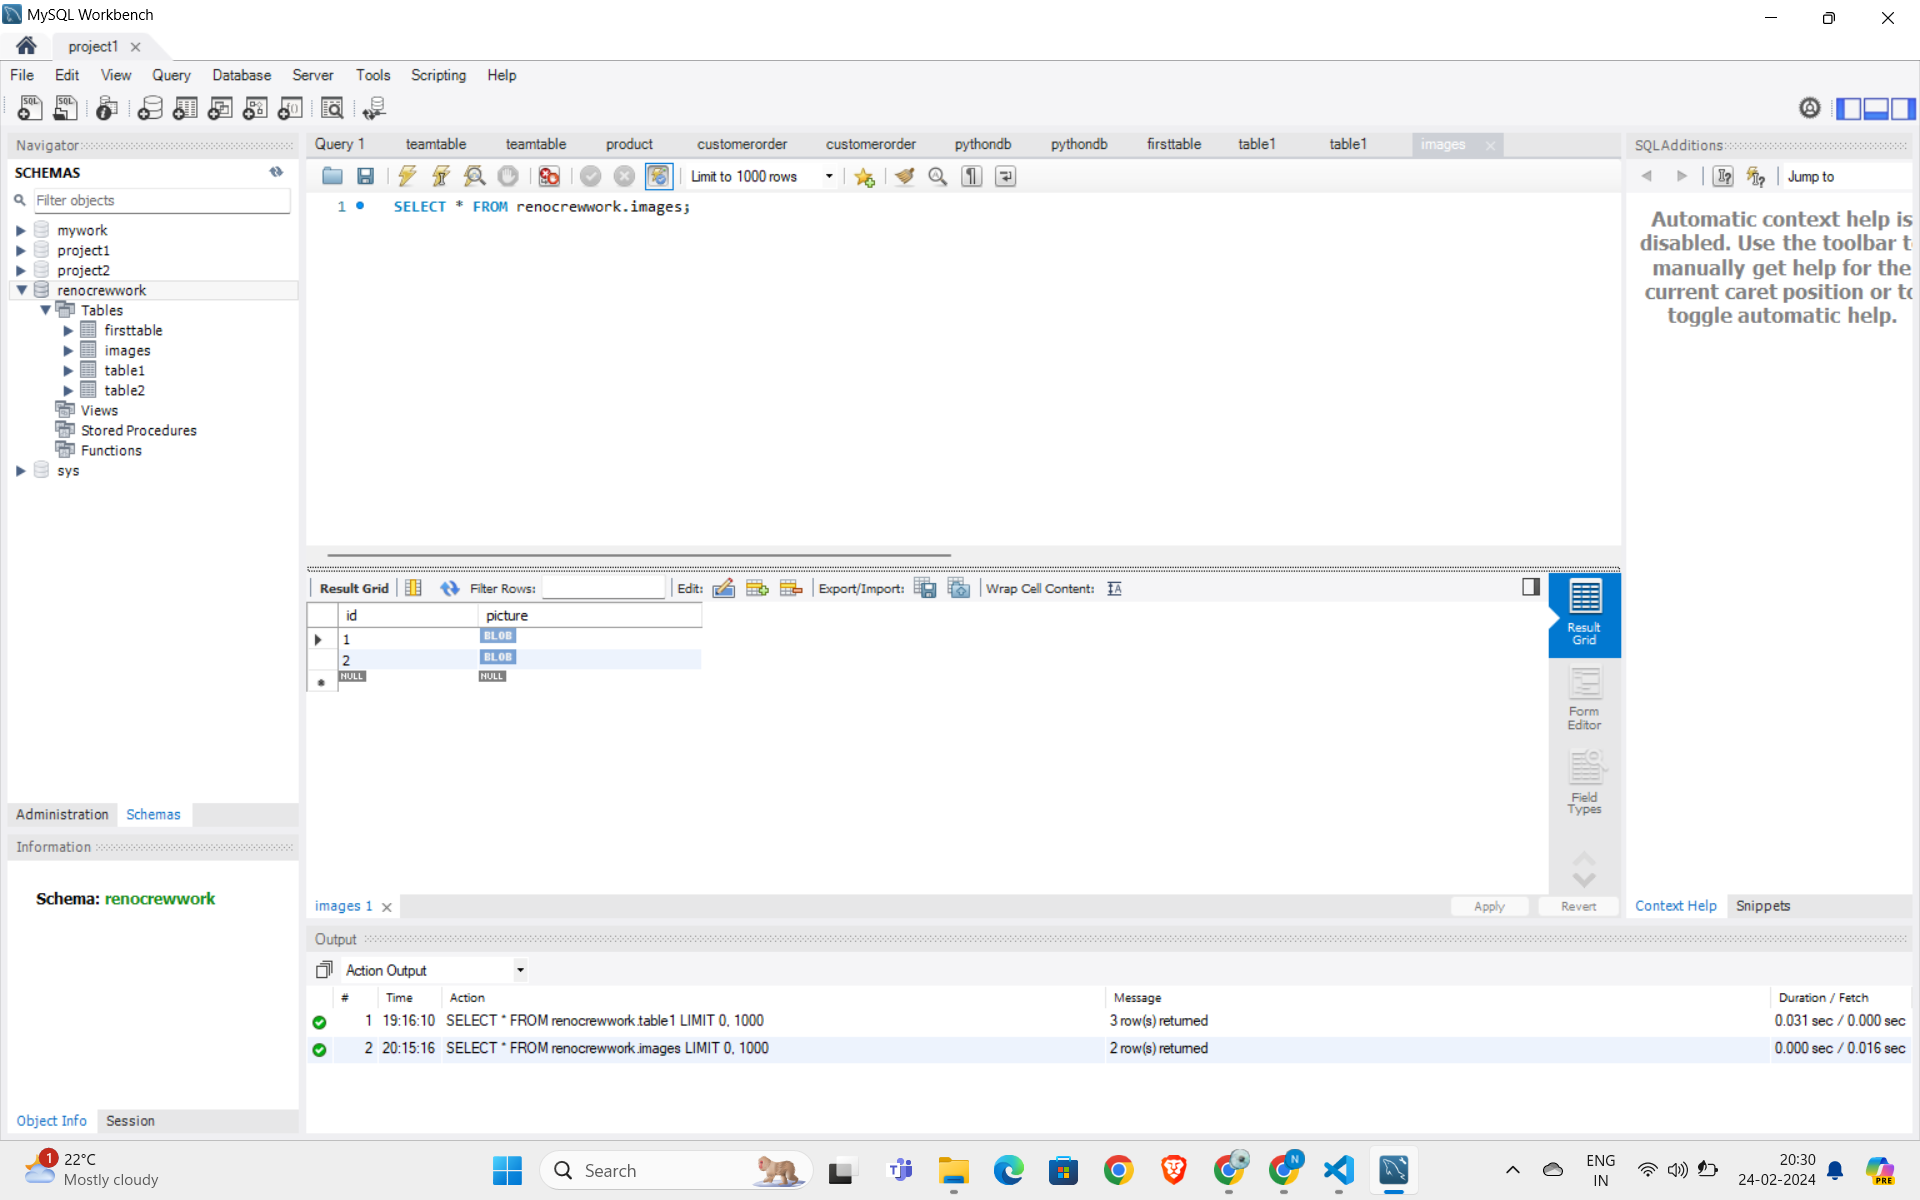 MySQL Workbench
project1
File Edit View Query Database Server Tools Scripting Help
Navigator
SCHEMAS
Filter objects
mywork
project1
project2
renocrewwork
Tables
firsttable
images
table1
table2
Views
Stored Procedures
Functions
sys
Administration Schemas
Information
Schema: renocrewwork
Object Info Session
Query 1 teamtable teamtable product customerorder customerorder pythondb pythondb firsttable table1 table1 images
Limit to 1000 rows
1 SELECT * FROM renocrewwork.images;
Result Grid Filter Rows: Edit: Export/Import: Wrap Cell Content:
id picture
1 BLOB
2 BLOB
NULL NULL
Result
Grid
Form
Editor
Field
Types
images 1 Apply Revert
Output
Action Output
# Time Action Message Duration / Fetch
1 19:16:10 SELECT * FROM renocrewwork.table1 LIMIT 0, 1000 3 row(s) returned 0.031 sec / 0.000 sec
2 20:15:16 SELECT * FROM renocrewwork.images LIMIT 0, 1000 2 row(s) returned 0.000 sec / 0.016 sec
SQLAdditions
Jump to
Automatic context help is
disabled. Use the toolbar t
manually get help for the
current caret position or to
toggle automatic help.
Context Help Snippets
1
22°C
Mostly cloudy
Search
ENG
IN
20:30
24-02-2024
PRE